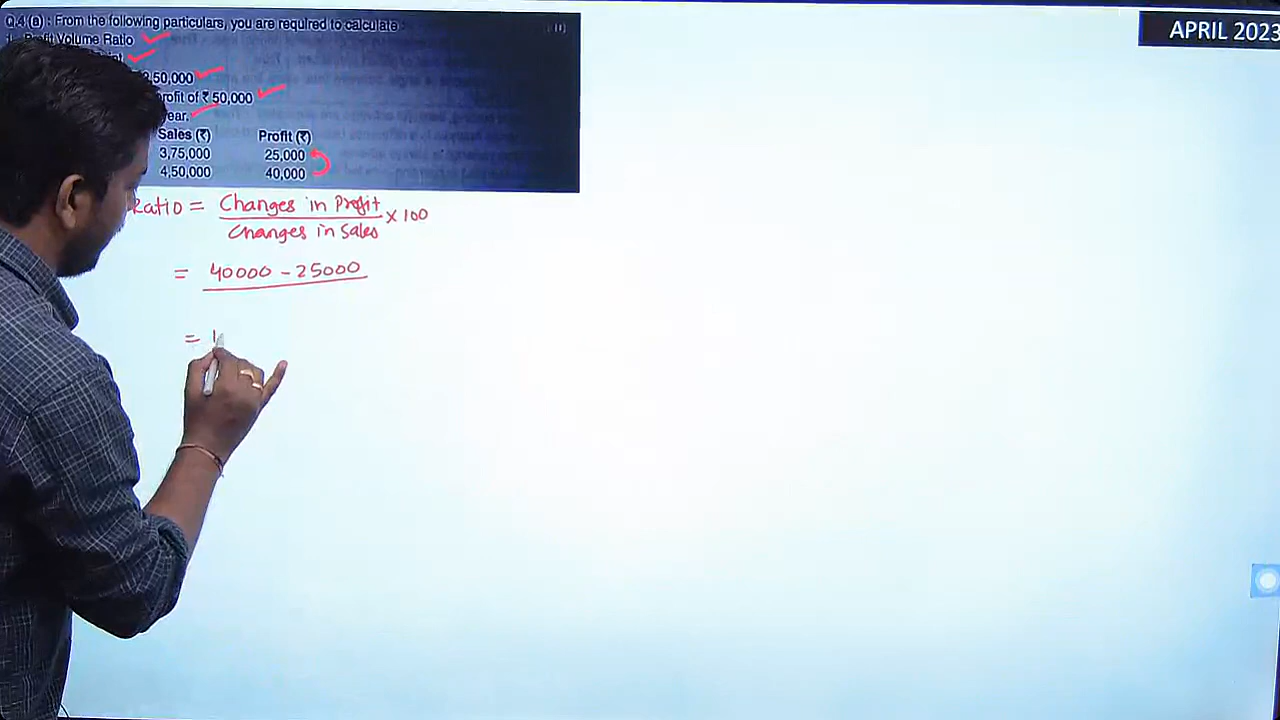 Q.4 (a) : From the following particulars, you are required to calculate
APRIL 2023
Profit Volume Ratio
50,000
profit of ₹ 50,000
year.
Sales (₹) Profit (₹)
3,75,000 25,000
4,50,000 40,000
Ratio = Changes in Profit × 100
Changes in Sales
= 40000 - 25000
= 1